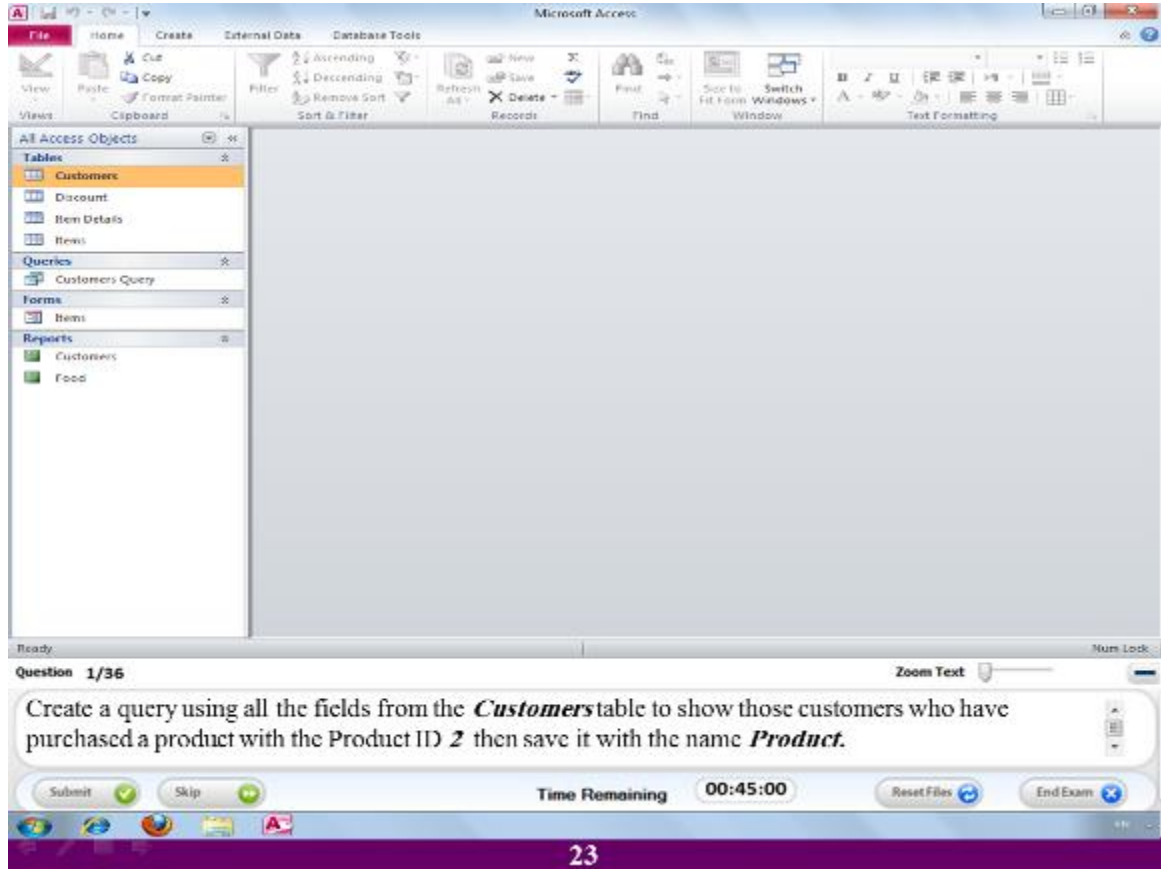 Microsoft Access
File Home Create External Data Database Tools
View Paste Cut Copy Format Painter
Filter Ascending Descending Remove Sort
Refresh All New Save Delete
Find
Size to Fit Form Switch Windows
Views Clipboard Sort & Filter Records Find Window Text Formatting
All Access Objects
Tables
Customers
Discount
Item Details
Items
Queries
Customers Query
Forms
Items
Reports
Customers
Food
Ready Num Lock
Question 1/36 Zoom Text
Create a query using all the fields from the Customers table to show those customers who have
purchased a product with the Product ID 2 then save it with the name Product.
Submit Skip Time Remaining 00:45:00 Reset Files End Exam
23